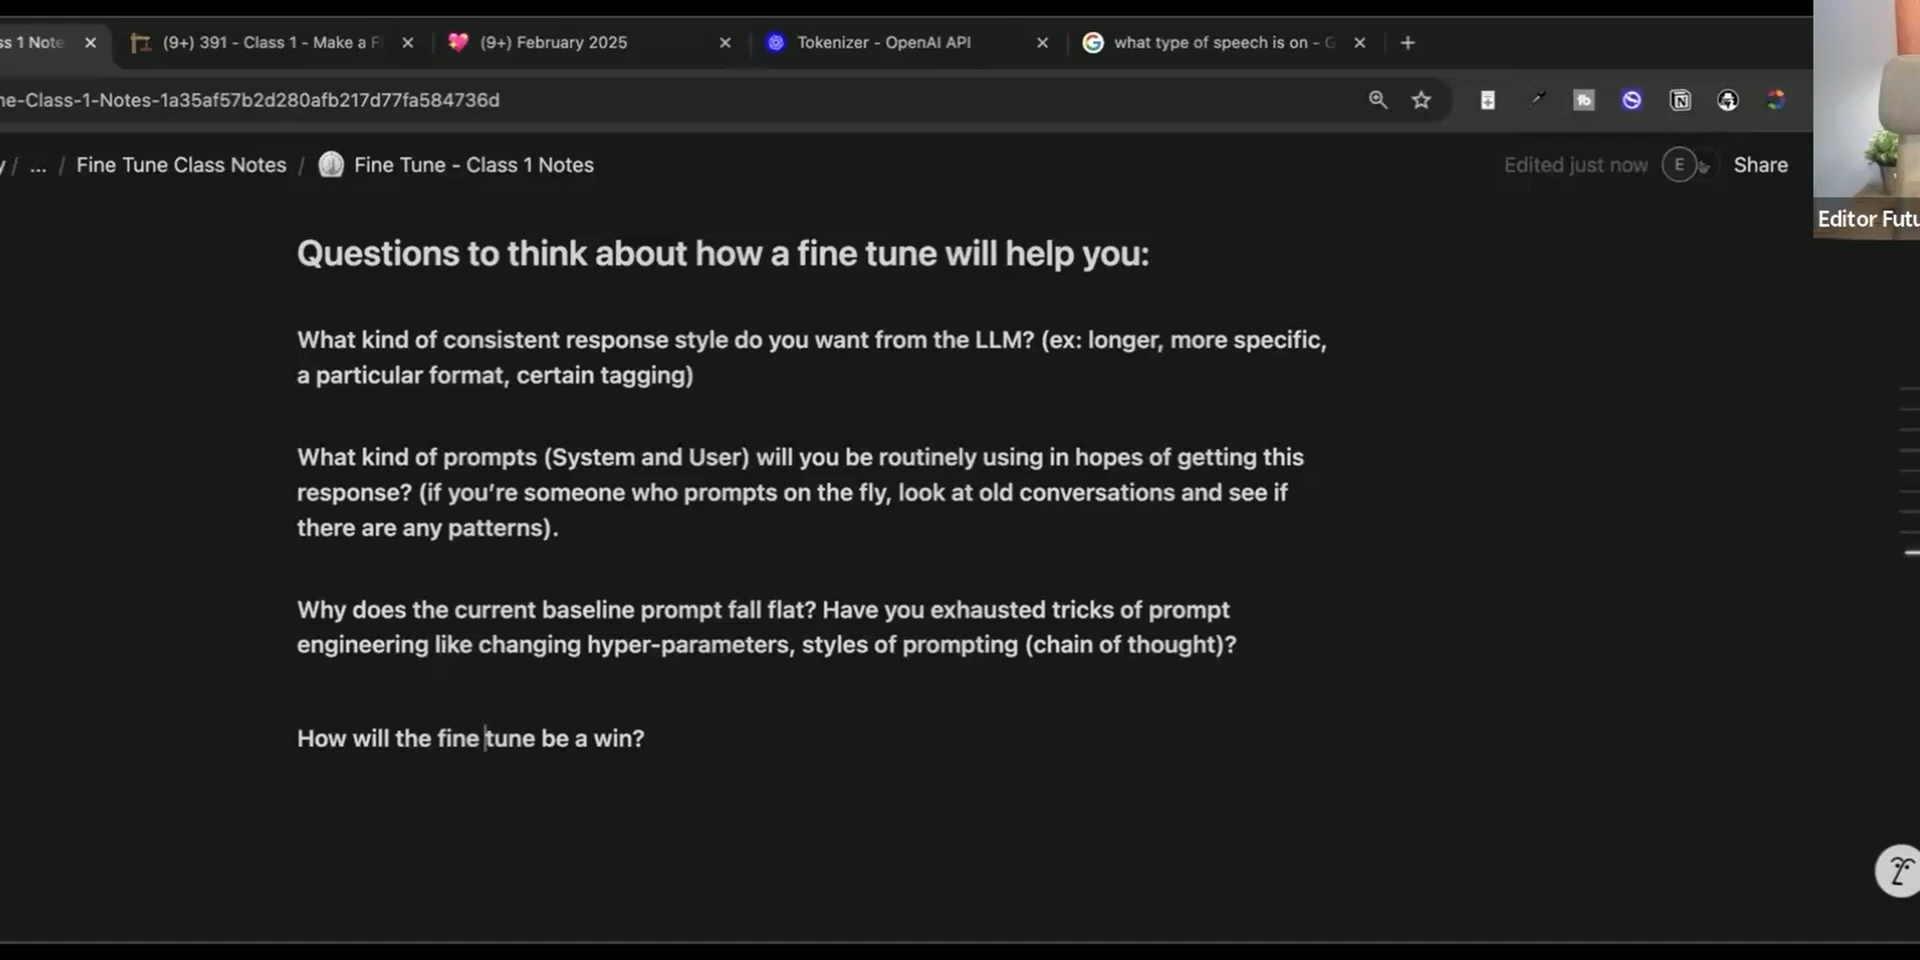 ss 1 Note
(9+) 391 - Class 1 - Make a F
(9+) February 2025
Tokenizer - OpenAI API
what type of speech is on - G
ne-Class-1-Notes-1a35af57b2d280afb217d77fa584736d
y / ... / Fine Tune Class Notes / Fine Tune - Class 1 Notes
Edited just now
E
Share
Editor Futu
Questions to think about how a fine tune will help you:
What kind of consistent response style do you want from the LLM? (ex: longer, more specific,
a particular format, certain tagging)
What kind of prompts (System and User) will you be routinely using in hopes of getting this
response? (if you’re someone who prompts on the fly, look at old conversations and see if
there are any patterns).
Why does the current baseline prompt fall flat? Have you exhausted tricks of prompt
engineering like changing hyper-parameters, styles of prompting (chain of thought)?
How will the fine tune be a win?